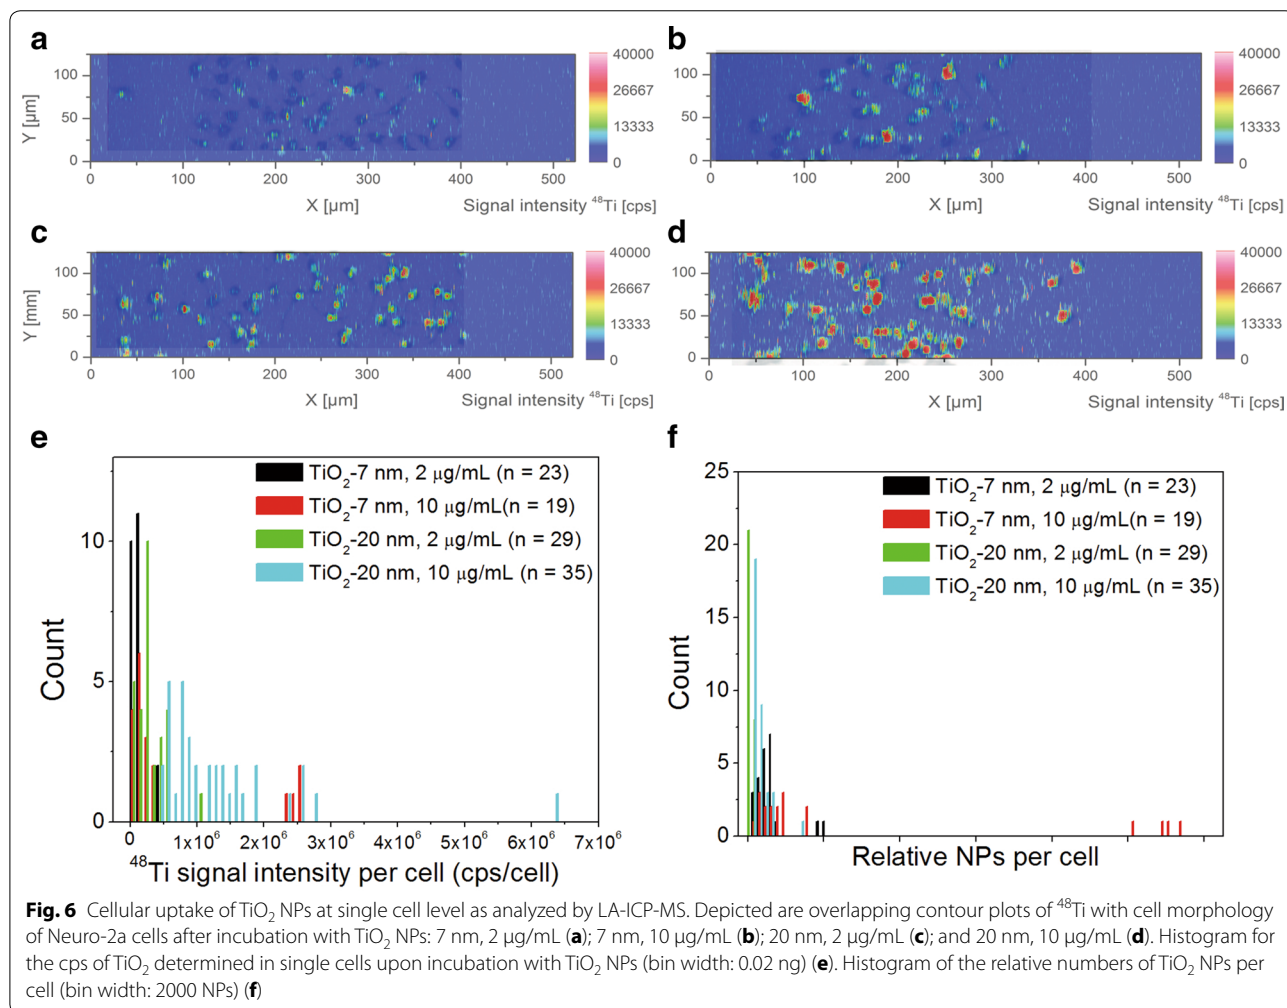 a
40000
26667
13333
0
100
50
0
Y [µm]
0 100 200 300 400 500
X [µm]
Signal intensity ⁴⁸Ti [cps]
b
40000
26667
13333
0
100
50
0
0 100 200 300 400 500
X [µm]
Signal intensity ⁴⁸Ti [cps]
c
40000
26667
13333
0
100
50
0
Y [mm]
0 100 200 300 400 500
X [µm]
Signal intensity ⁴⁸Ti [cps]
d
40000
26667
13333
0
100
50
0
0 100 200 300 400 500
X [µm]
Signal intensity ⁴⁸Ti [cps]
e
TiO₂-7 nm, 2 µg/mL (n = 23)
TiO₂-7 nm, 10 µg/mL(n = 19)
TiO₂-20 nm, 2 µg/mL (n = 29)
TiO₂-20 nm, 10 µg/mL (n = 35)
10
5
0
Count
0 1x10⁶ 2x10⁶ 3x10⁶ 4x10⁶ 5x10⁶ 6x10⁶ 7x10⁶
⁴⁸Ti signal intensity per cell (cps/cell)
f
25
20
15
10
5
0
Count
TiO₂-7 nm, 2 µg/mL (n = 23)
TiO₂-7 nm, 10 µg/mL(n = 19)
TiO₂-20 nm, 2 µg/mL (n = 29)
TiO₂-20 nm, 10 µg/mL (n = 35)
Relative NPs per cell
Fig. 6 Cellular uptake of TiO₂ NPs at single cell level as analyzed by LA-ICP-MS. Depicted are overlapping contour plots of ⁴⁸Ti with cell morphology
of Neuro-2a cells after incubation with TiO₂ NPs: 7 nm, 2 µg/mL (a); 7 nm, 10 µg/mL (b); 20 nm, 2 µg/mL (c); and 20 nm, 10 µg/mL (d). Histogram for
the cps of TiO₂ determined in single cells upon incubation with TiO₂ NPs (bin width: 0.02 ng) (e). Histogram of the relative numbers of TiO₂ NPs per
cell (bin width: 2000 NPs) (f)